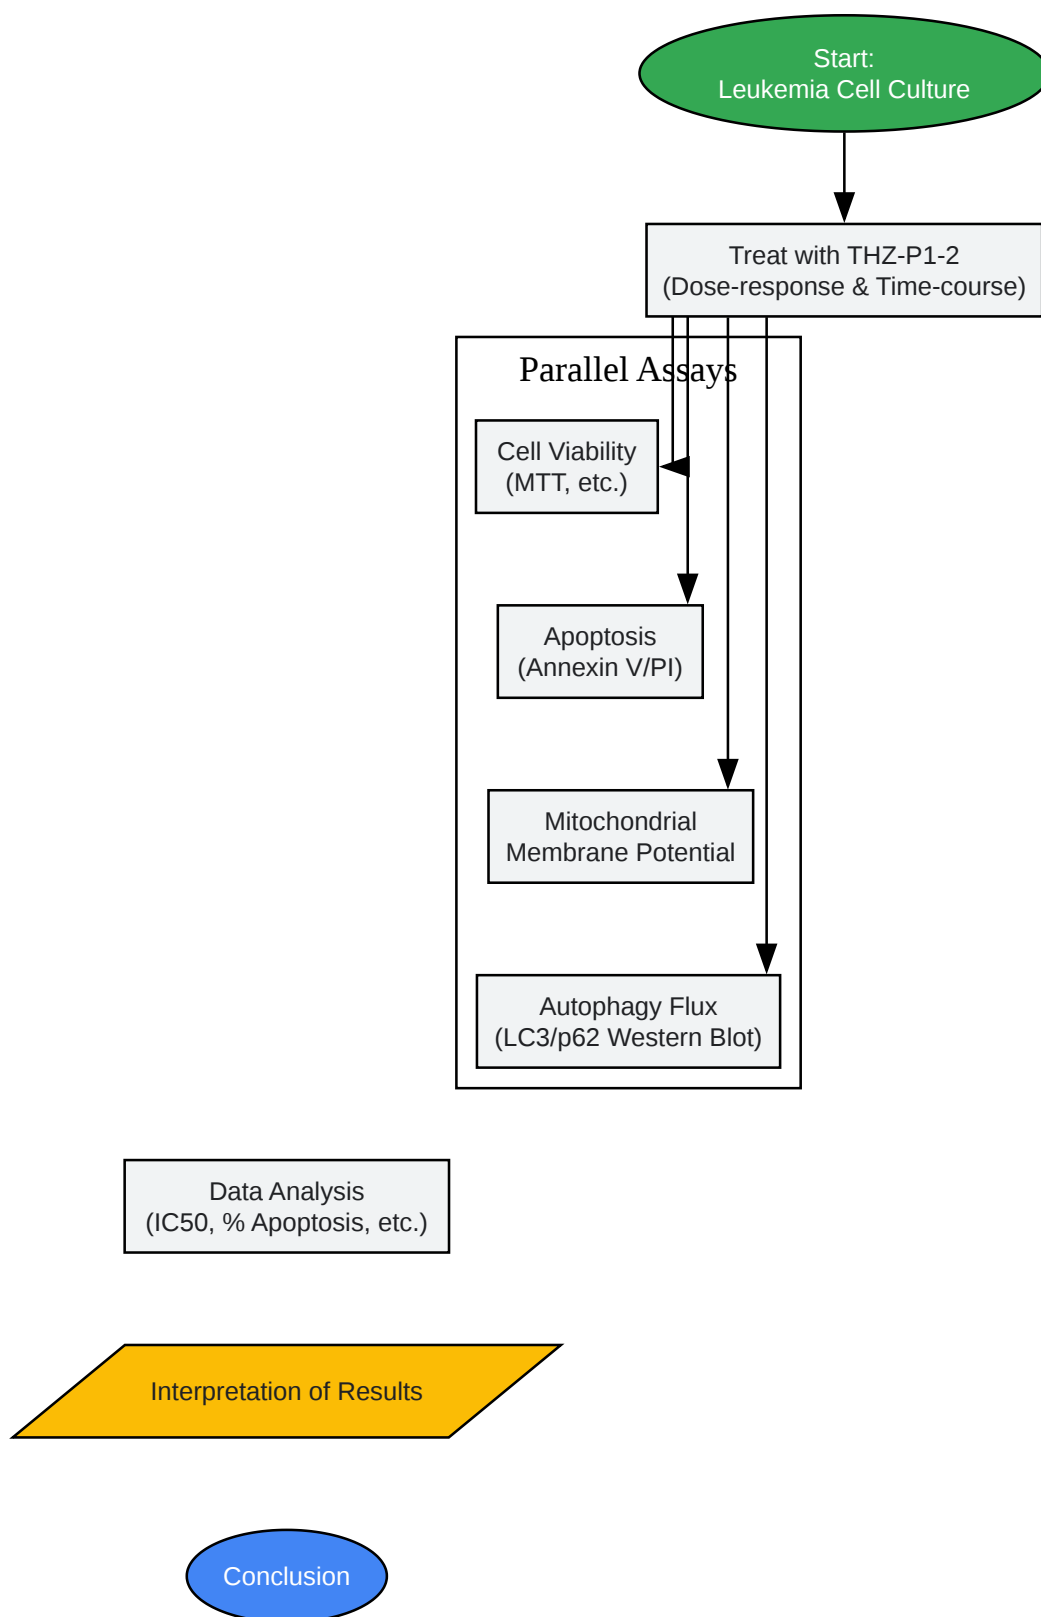 Start:
Leukemia Cell Culture
Treat with THZ-P1-2
(Dose-response & Time-course)
Parallel Assays
Cell Viability
(MTT, etc.)
Apoptosis
(Annexin V/PI)
Mitochondrial
Membrane Potential
Autophagy Flux
(LC3/p62 Western Blot)
Data Analysis
(IC50, % Apoptosis, etc.)
Interpretation of Results
Conclusion